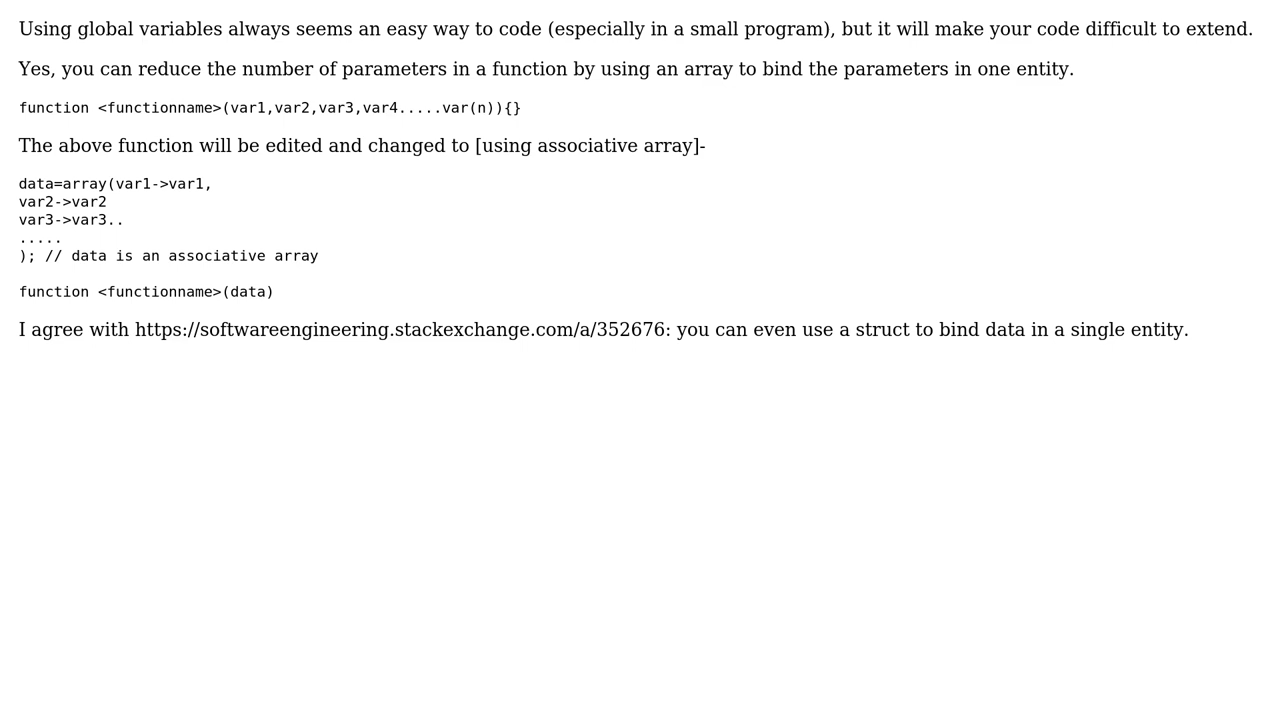 Using global variables always seems an easy way to code (especially in a small program), but it will make your code difficult to extend.
Yes, you can reduce the number of parameters in a function by using an array to bind the parameters in one entity.
function <functionname>(var1,var2,var3,var4.....var(n)){}
The above function will be edited and changed to [using associative array]-
data=array(var1->var1,
var2->var2
var3->var3..
.....
); // data is an associative array
function <functionname>(data)
I agree with https://softwareengineering.stackexchange.com/a/352676: you can even use a struct to bind data in a single entity.